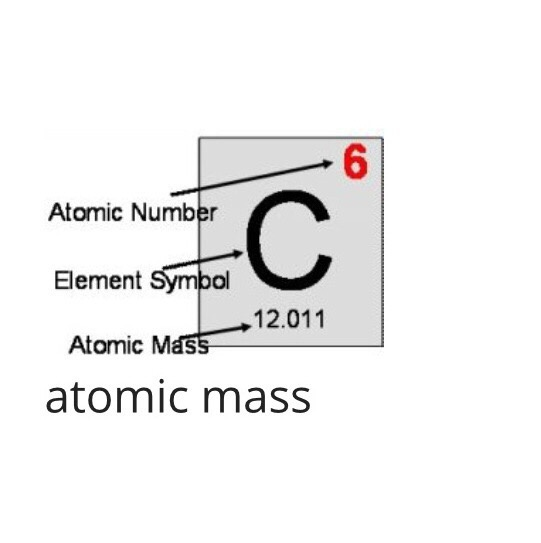 6
Atomic Number
C
Element Symbol
12.011
Atomic Mass
atomic mass